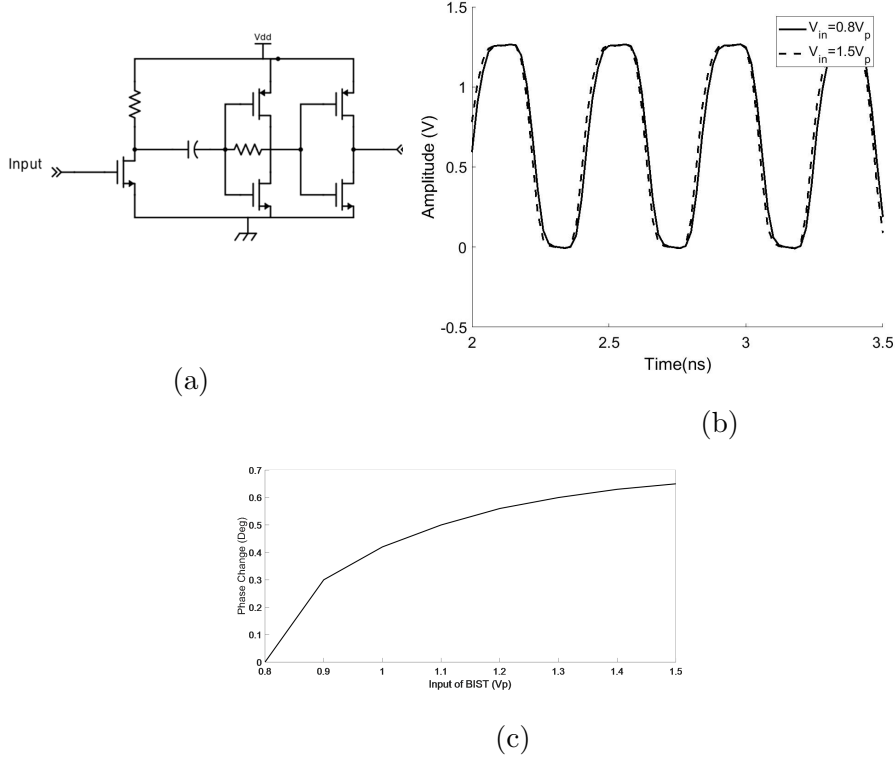 Vdd
Input
(a)
1.5
1
0.5
0
-0.5
Amplitude (V)
V_in=0.8V_p
V_in=1.5V_p
2
2.5
3
3.5
Time(ns)
(b)
0.7
0.6
0.5
0.4
0.3
0.2
0.1
0
Phase Change (Deg)
0.8
0.9
1
1.1
1.2
1.3
1.4
1.5
Input of BIST (Vp)
(c)